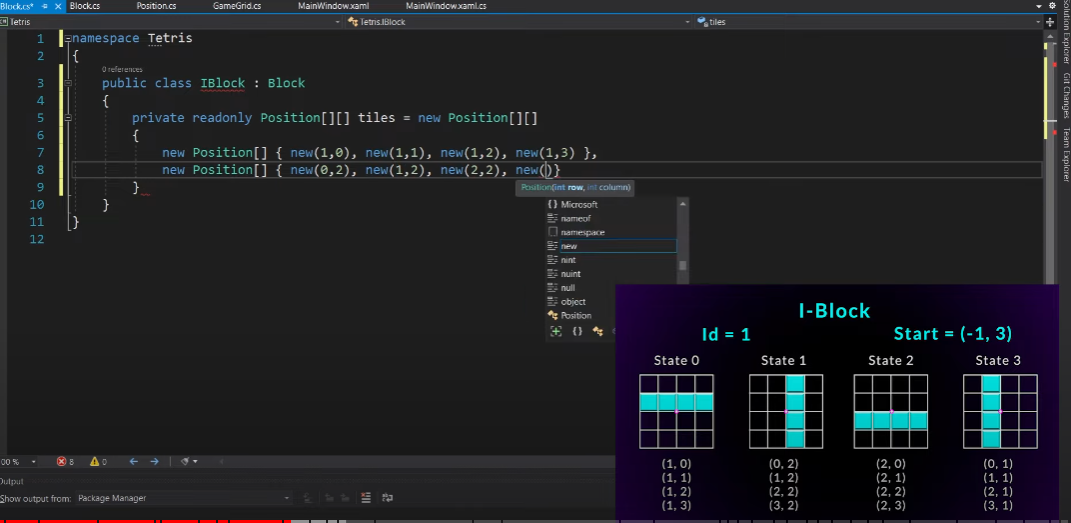 Block.cs* Block.cs Position.cs GameGrid.cs MainWindow.xaml MainWindow.xaml.cs
Tetris Tetris.IBlock tiles
1 namespace Tetris
2 {
0 references
3 public class IBlock : Block
4 {
5 private readonly Position[][] tiles = new Position[][]
6 {
7 new Position[] { new(1,0), new(1,1), new(1,2), new(1,3) },
8 new Position[] { new(0,2), new(1,2), new(2,2), new()}
9 }
10 }
11 }
12
Position(int row, int column)
{} Microsoft
nameof
namespace
new
nint
nuint
null
object
Position
{}
Solution Explorer
Git Changes
Team Explorer
I-Block
Id = 1 Start = (-1, 3)
State 0 State 1 State 2 State 3
(1, 0) (0, 2) (2, 0) (0, 1)
(1, 1) (1, 2) (2, 1) (1, 1)
(1, 2) (2, 2) (2, 2) (2, 1)
(1, 3) (3, 2) (2, 3) (3, 1)
00 % 8 0
Output
Show output from: Package Manager